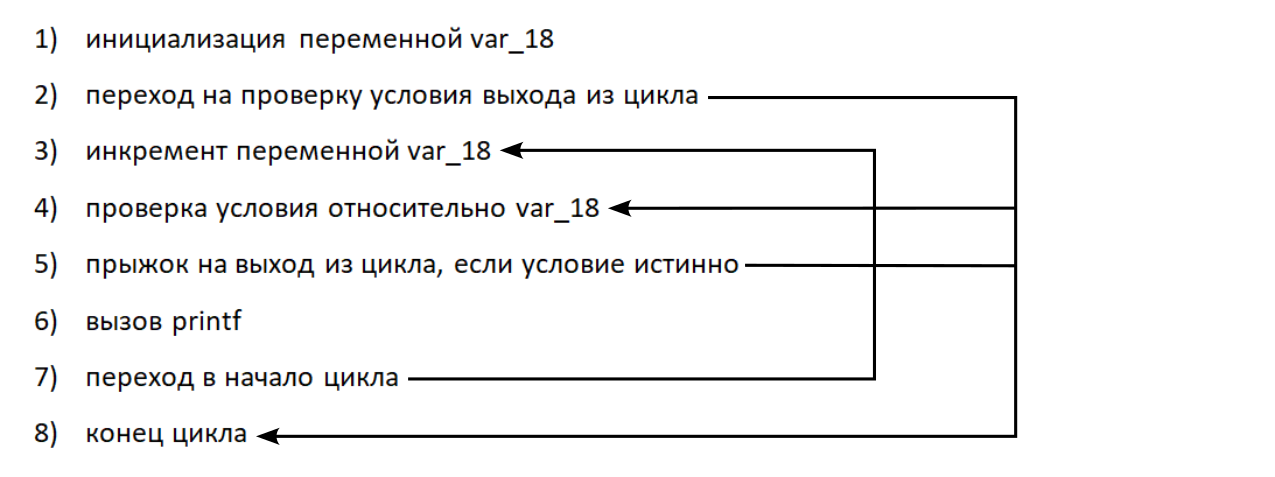 1) инициализация переменной var_18
2) переход на проверку условия выхода из цикла
3) инкремент переменной var_18
4) проверка условия относительно var_18
5) прыжок на выход из цикла, если условие истинно
6) вызов printf
7) переход в начало цикла
8) конец цикла